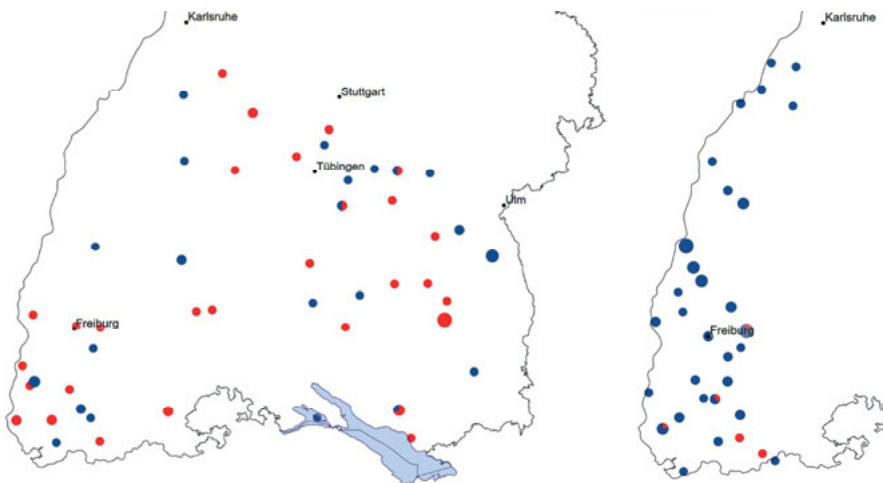 Karlsruhe
Stuttgart
Tübingen
Ulm
Freiburg
Karlsruhe
Freiburg